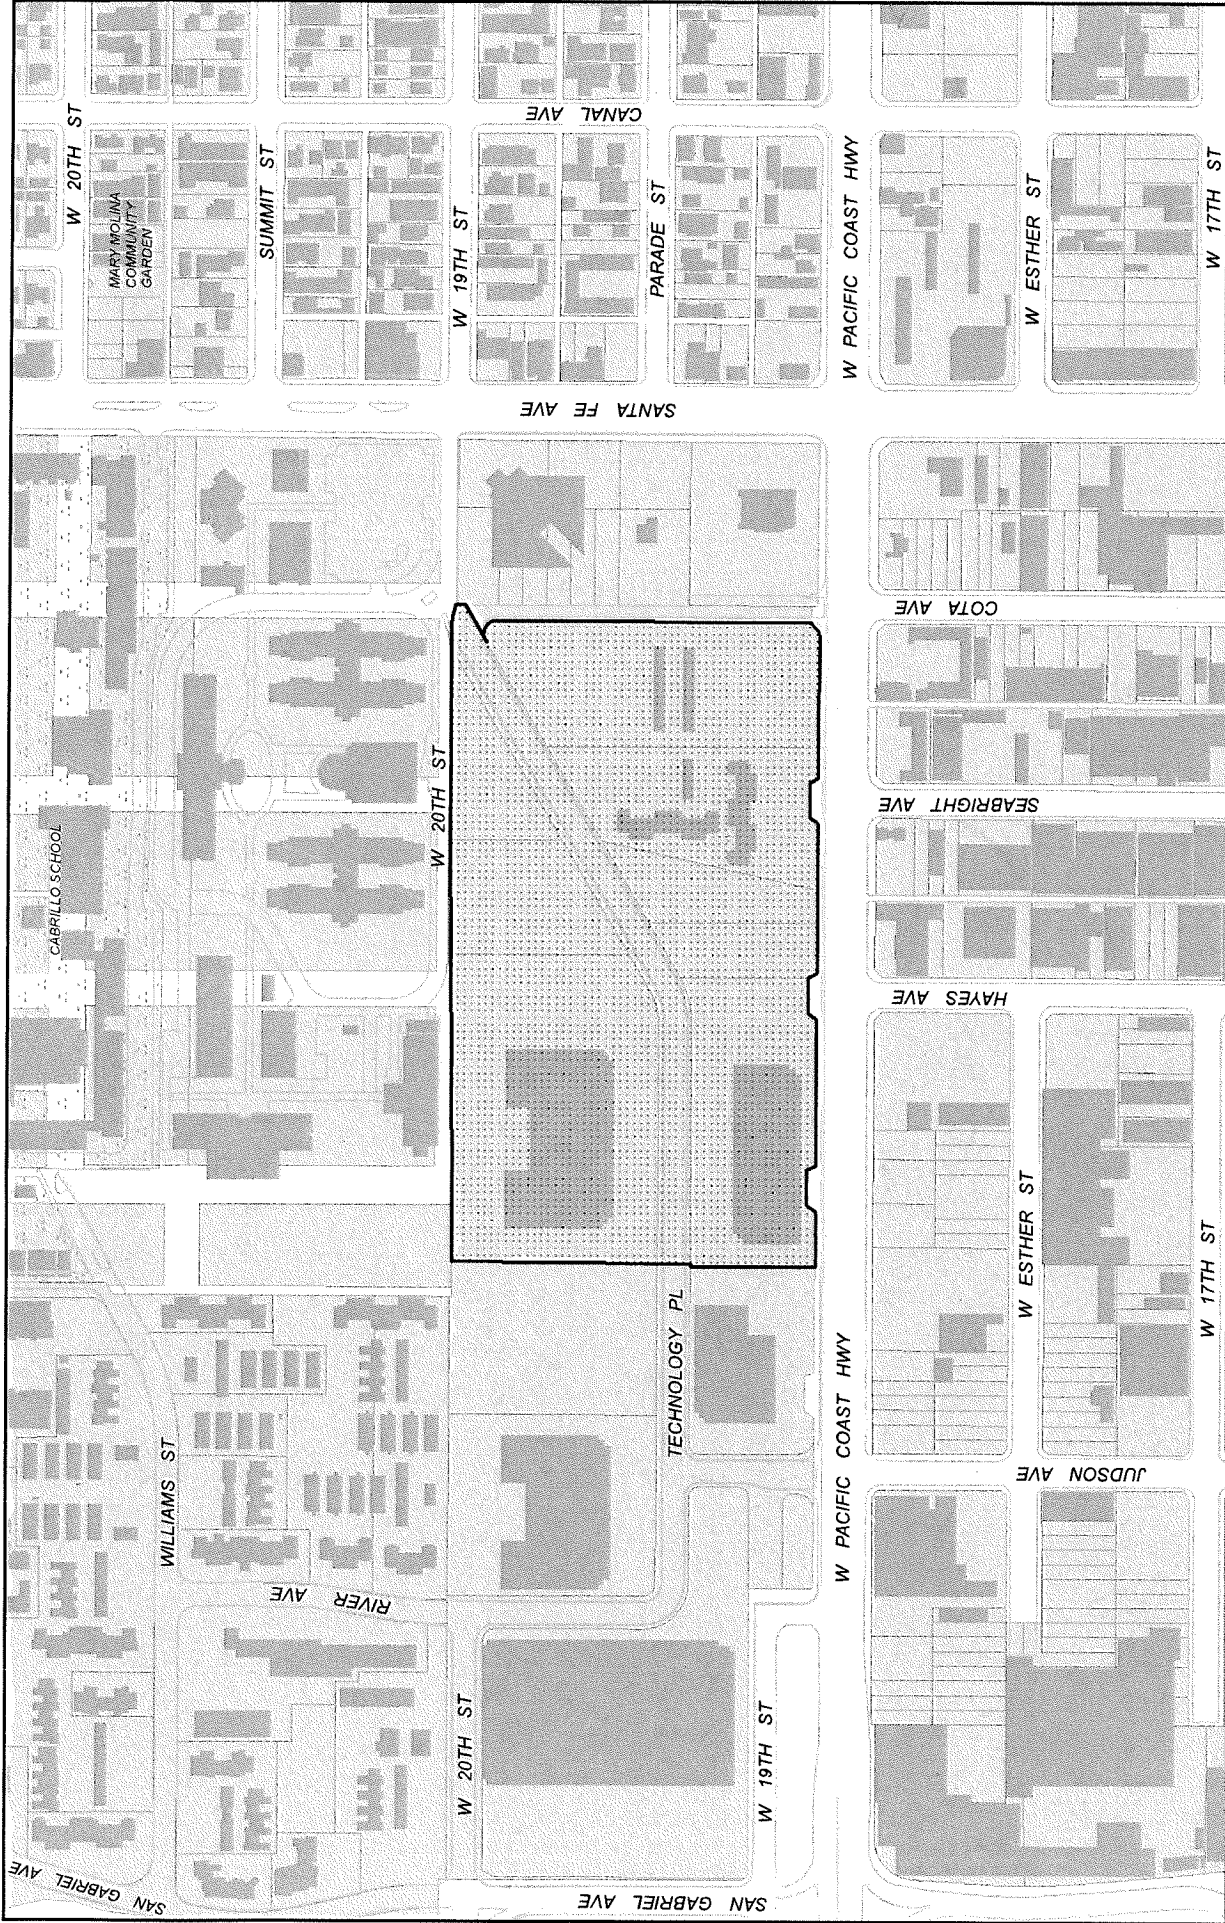 CANAL AVE
W 20TH ST
MARY MOLINA
COMMUNITY
GARDEN
SUMMIT ST
W 19TH ST
PARADE ST
W PACIFIC COAST HWY
W ESTHER ST
W 17TH ST
SANTA FE AVE
COTA AVE
W 20TH ST
CABRILLO SCHOOL
SEABRIGHT AVE
HAYES AVE
W ESTHER ST
W 17TH ST
TECHNOLOGY PL
W PACIFIC COAST HWY
JUDSON AVE
WILLIAMS ST
RIVER AVE
W 20TH ST
W 19TH ST
SAN GABRIEL AVE
SAN GABRIEL AVE